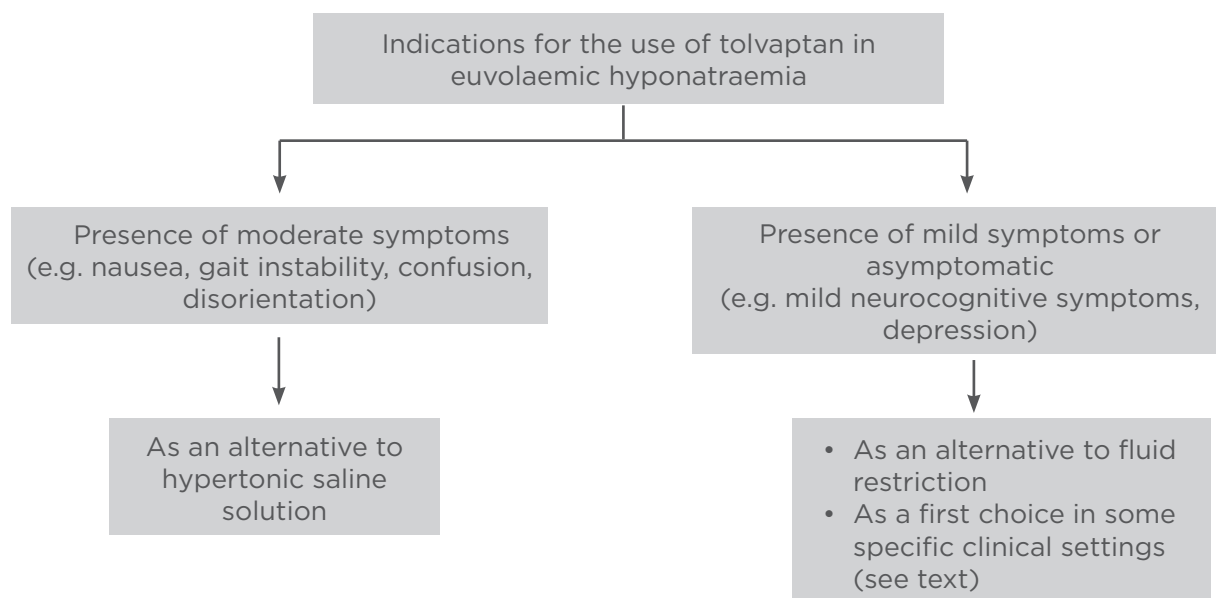 Indications for the use of tolvaptan in
euvolaemic hyponatraemia
Presence of moderate symptoms
(e.g. nausea, gait instability, confusion,
disorientation)
Presence of mild symptoms or
asymptomatic
(e.g. mild neurocognitive symptoms,
depression)
As an alternative to
hypertonic saline
solution
• As an alternative to fluid
restriction
• As a first choice in some
specific clinical settings
(see text)